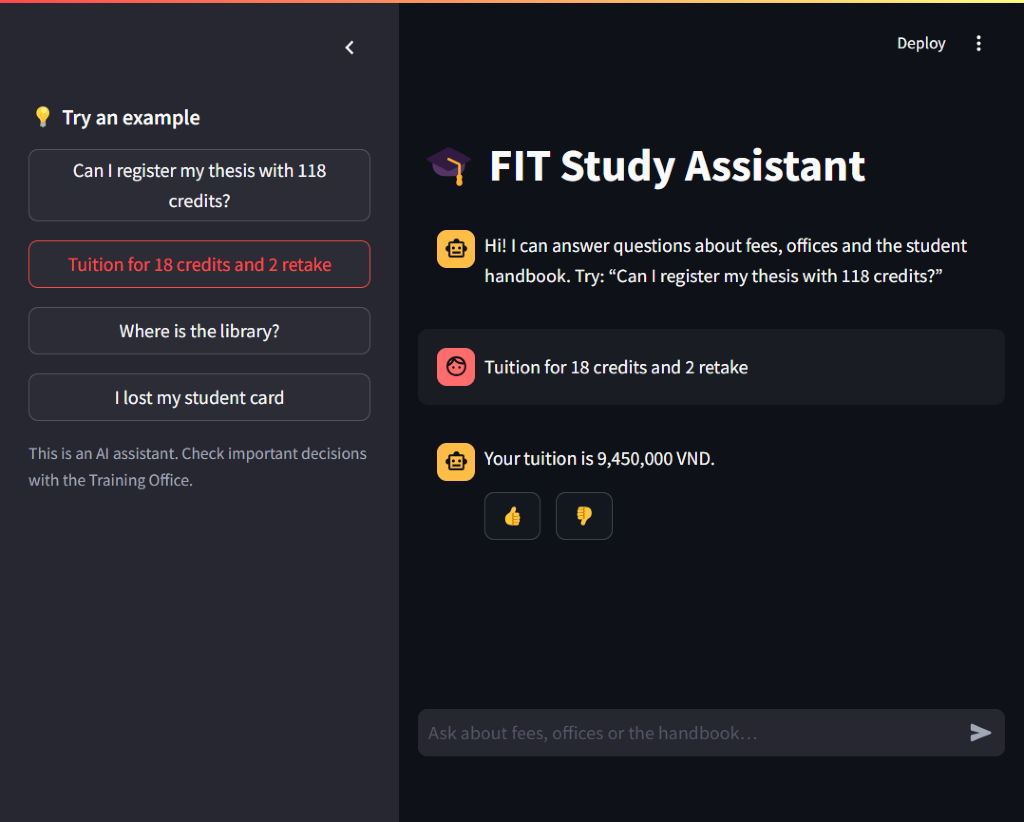 Deploy
💡 Try an example
Can I register my thesis with 118
credits?
Tuition for 18 credits and 2 retake
Where is the library?
I lost my student card
This is an AI assistant. Check important decisions
with the Training Office.
🎓 FIT Study Assistant
Hi! I can answer questions about fees, offices and the student
handbook. Try: “Can I register my thesis with 118 credits?”
Tuition for 18 credits and 2 retake
Your tuition is 9,450,000 VND.
👍 👎
Ask about fees, offices or the handbook…